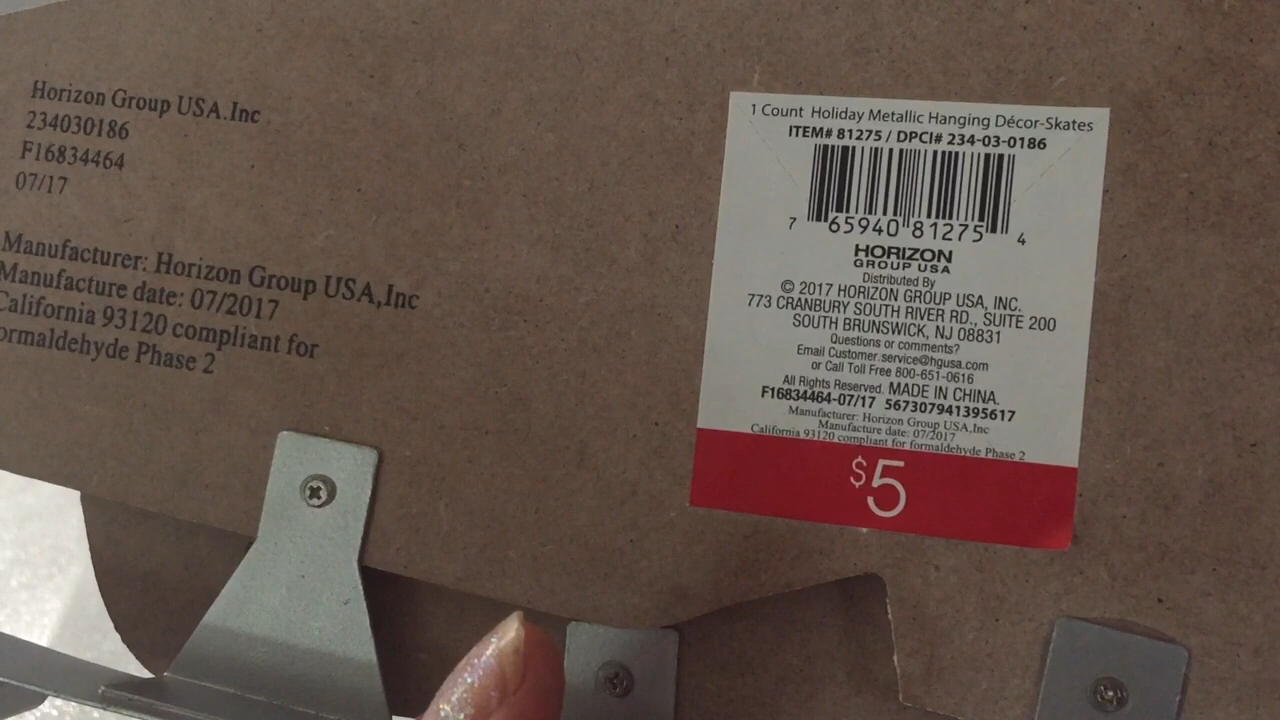 Horizon Group USA.Inc
234030186
F16834464
07/17
Manufacturer: Horizon Group USA,Inc
Manufacture date: 07/2017
California 93120 compliant for
ormaldehyde Phase 2
1 Count Holiday Metallic Hanging Décor-Skates
ITEM# 81275 / DPCI# 234-03-0186
7 65940 81275 4
HORIZON
GROUP USA
Distributed By
© 2017 HORIZON GROUP USA, INC.
773 CRANBURY SOUTH RIVER RD., SUITE 200
SOUTH BRUNSWICK, NJ 08831
Questions or comments?
Email Customer.service@hgusa.com
or Call Toll Free 800-651-0616
All Rights Reserved. MADE IN CHINA.
F16834464-07/17 567307941395617
Manufacturer: Horizon Group USA,Inc
Manufacture date: 07/2017
California 93120 compliant for formaldehyde Phase 2
$5